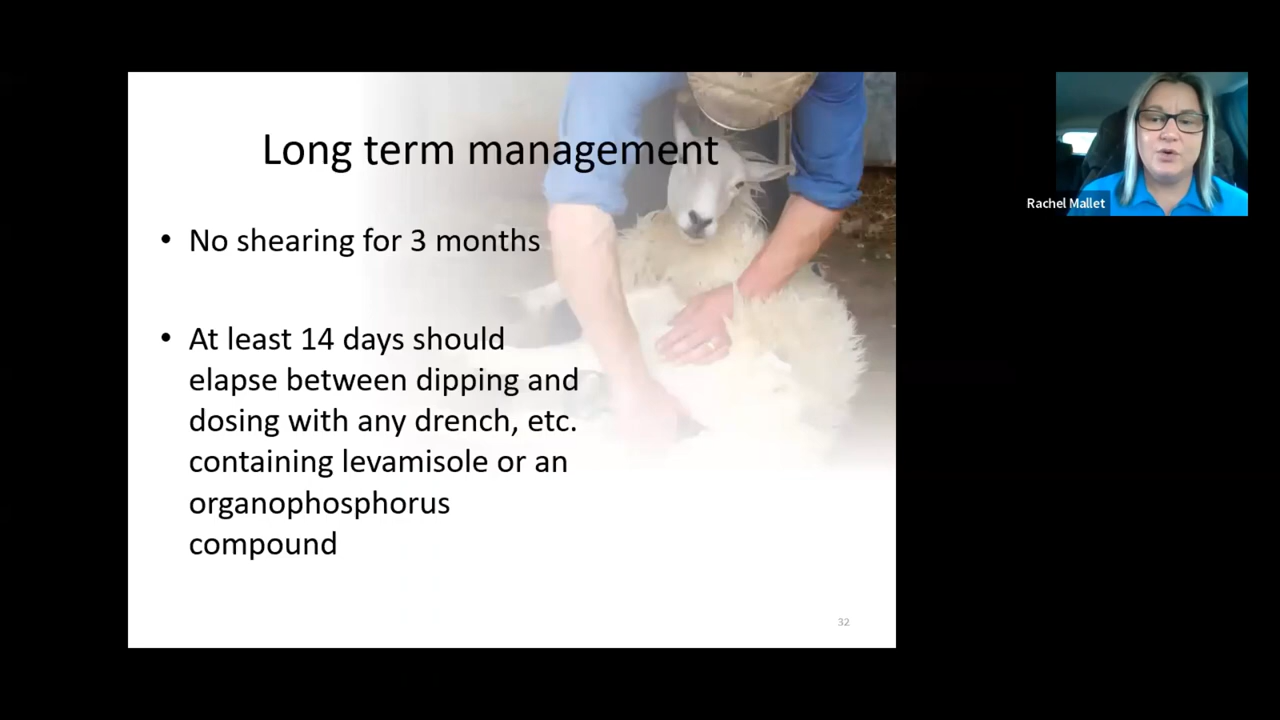 Long term management
• No shearing for 3 months
• At least 14 days should
elapse between dipping and
dosing with any drench, etc.
containing levamisole or an
organophosphorus
compound
32
Rachel Mallet